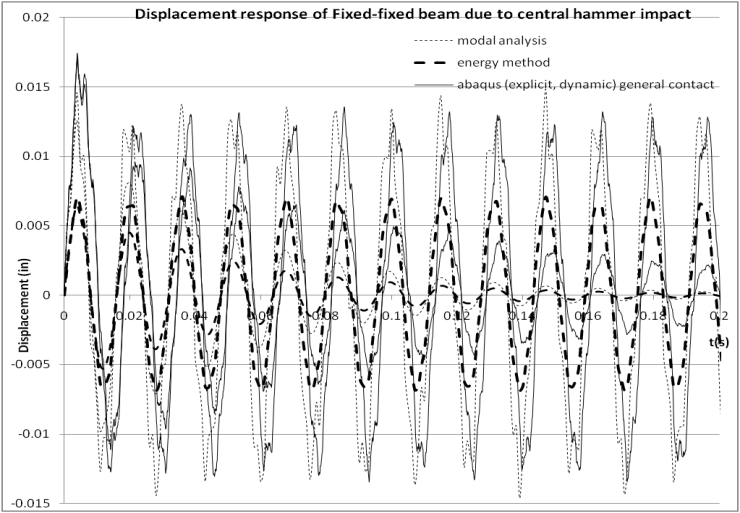 Displacement response of Fixed-fixed beam due to central hammer impact
modal analysis
energy method
abaqus (explicit, dynamic) general contact
Displacement (in)
0.02
0.015
0.01
0.005
0
-0.005
-0.01
-0.015
0 0.02 0.04 0.06 0.08 0.1 0.12 0.14 0.16 0.18 0.2
t(s)